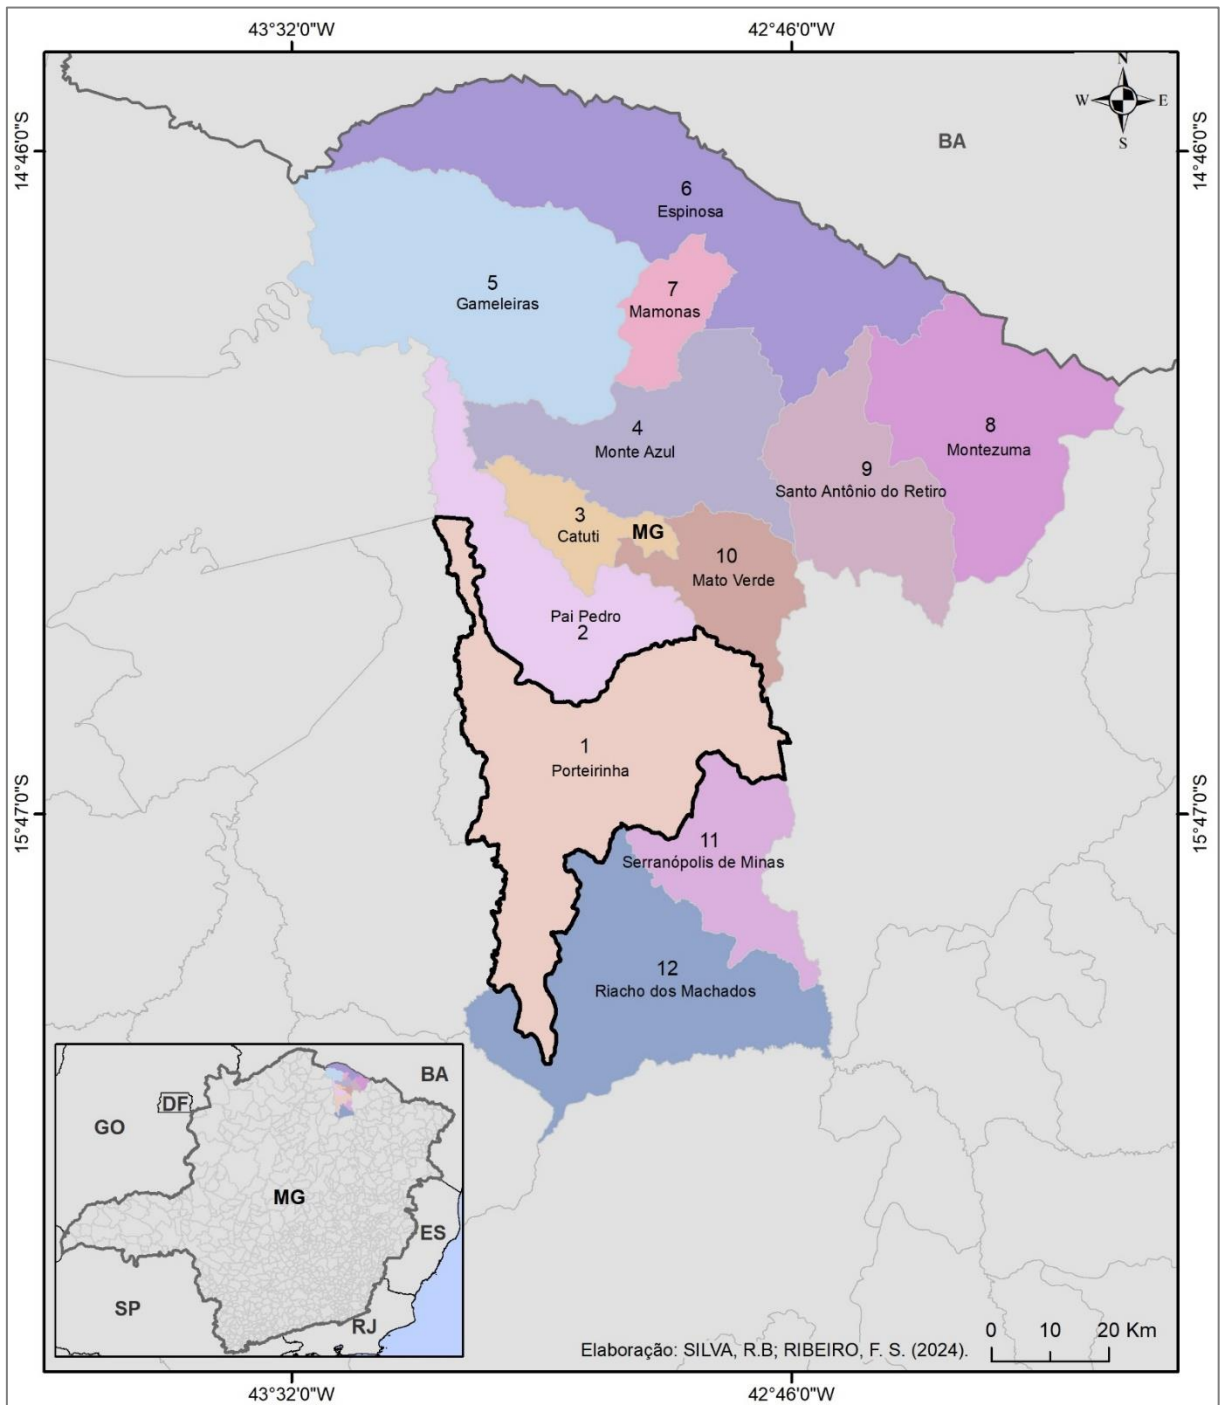 43°32'0"W
42°46'0"W
N
W
E
S
14°46'0"S
14°46'0"S
BA
6
Espinosa
5
Gameleiras
7
Mamonas
4
Monte Azul
8
Montezuma
9
Santo Antônio do Retiro
3
Catuti
MG
10
Mato Verde
Pai Pedro
2
1
Porteirinha
15°47'0"S
15°47'0"S
11
Serranópolis de Minas
12
Riacho dos Machados
BA
DF
GO
MG
ES
SP
RJ
0 10 20 Km
Elaboração: SILVA, R.B; RIBEIRO, F. S. (2024).
43°32'0"W
42°46'0"W